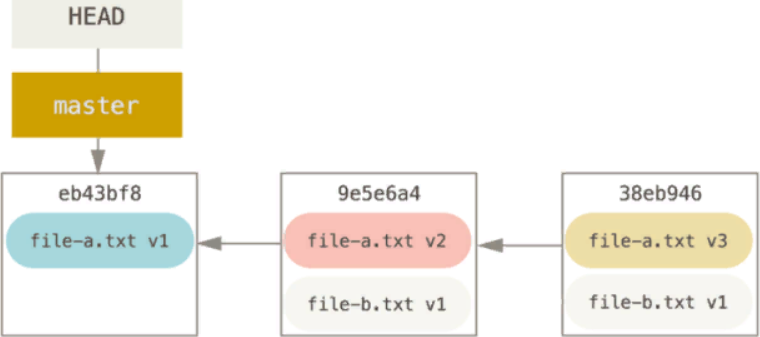 HEAD
master
eb43bf8
file-a.txt v1
9e5e6a4
file-a.txt v2
file-b.txt v1
38eb946
file-a.txt v3
file-b.txt v1